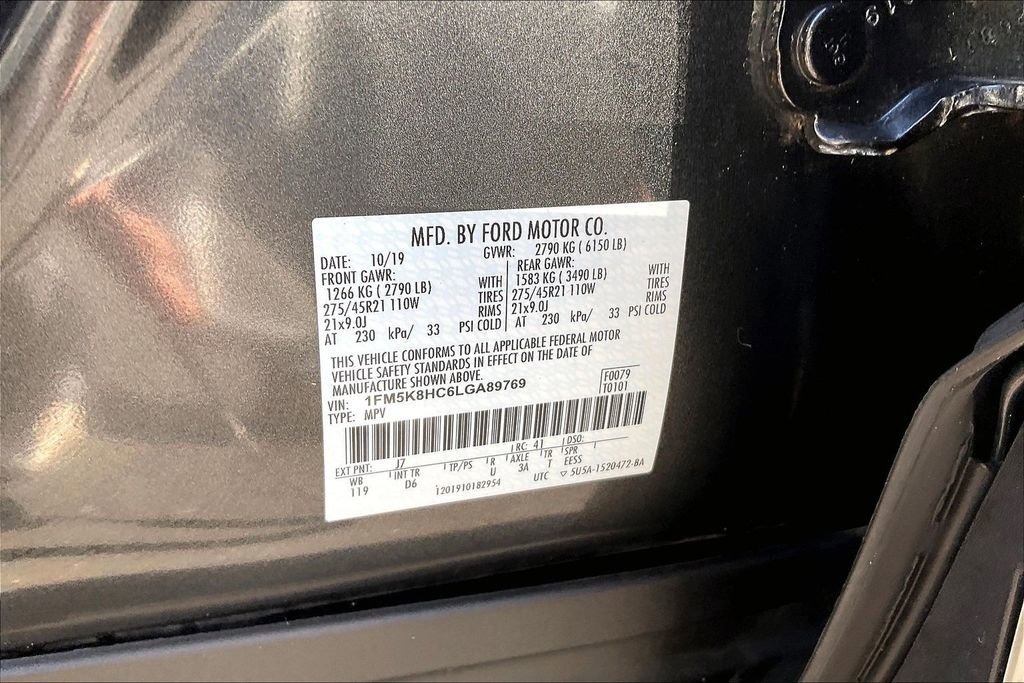 MFD. BY FORD MOTOR CO.
DATE: 10/19 GVWR: 2790 KG ( 6150 LB)
FRONT GAWR: REAR GAWR:
1266 KG ( 2790 LB) WITH 1583 KG ( 3490 LB) WITH
275/45R21 110W TIRES 275/45R21 110W TIRES
21x9.0J RIMS 21x9.0J RIMS
AT 230 kPa/ 33 PSI COLD AT 230 kPa/ 33 PSI COLD
THIS VEHICLE CONFORMS TO ALL APPLICABLE FEDERAL MOTOR
VEHICLE SAFETY STANDARDS IN EFFECT ON THE DATE OF
MANUFACTURE SHOWN ABOVE.
VIN: 1FM5K8HC6LGA89769 F0079
TYPE: MPV T0101
EXT PNT: J7 RC: 41 DSO:
WB INT TR TP/PS R AXLE TR SPR
119 D6 U 3A T EESS
1201910182954 UTC ▽ 5U5A-1520472-BA